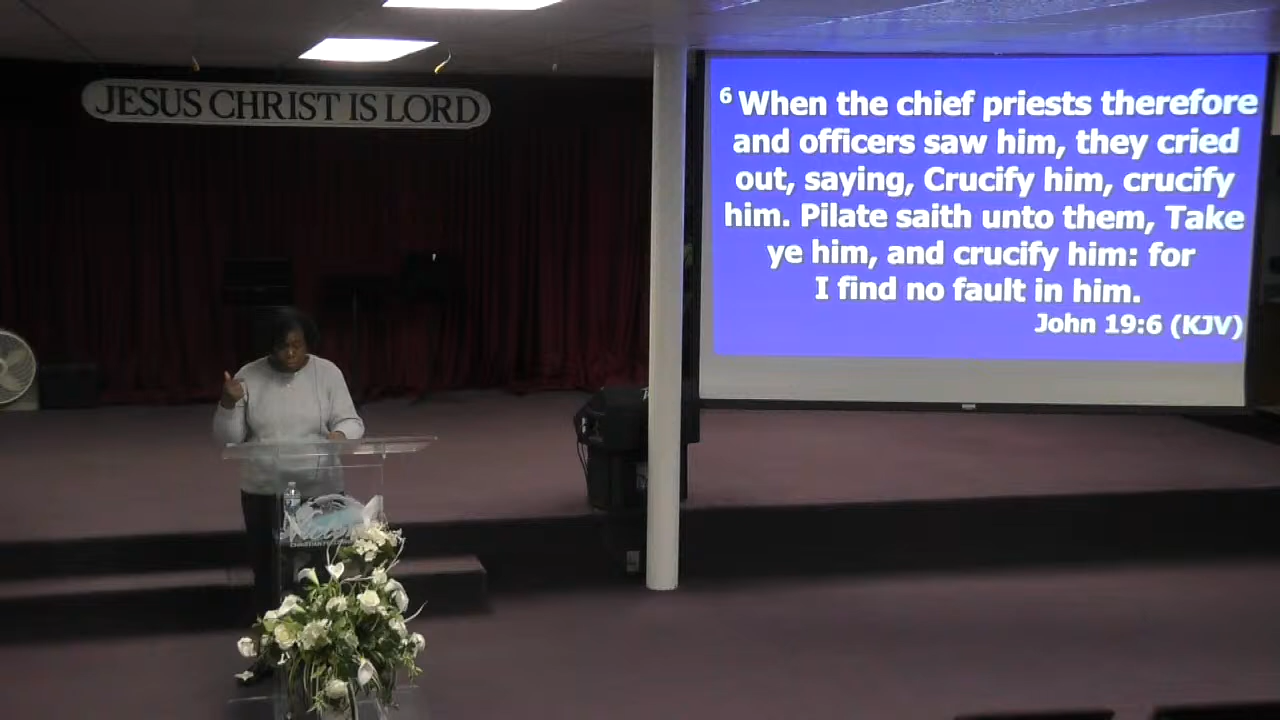 JESUS CHRIST IS LORD
6 When the chief priests therefore
and officers saw him, they cried
out, saying, Crucify him, crucify
him. Pilate saith unto them, Take
ye him, and crucify him: for
I find no fault in him.
John 19:6 (KJV)
CHRISTIAN